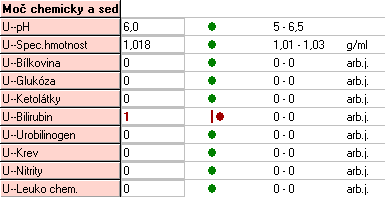 Moč chemicky a sed
U--pH 6,0 5 - 6,5
U--Spec.hmotnost 1,018 1,01 - 1,03 g/ml
U--Bílkovina 0 0 - 0 arb.j.
U--Glukóza 0 0 - 0 arb.j.
U--Ketolátky 0 0 - 0 arb.j.
U--Bilirubin 1 0 - 0 arb.j.
U--Urobilinogen 0 0 - 0 arb.j.
U--Krev 0 0 - 0 arb.j.
U--Nitrity 0 0 - 0 arb.j.
U--Leuko chem. 0 0 - 0 arb.j.